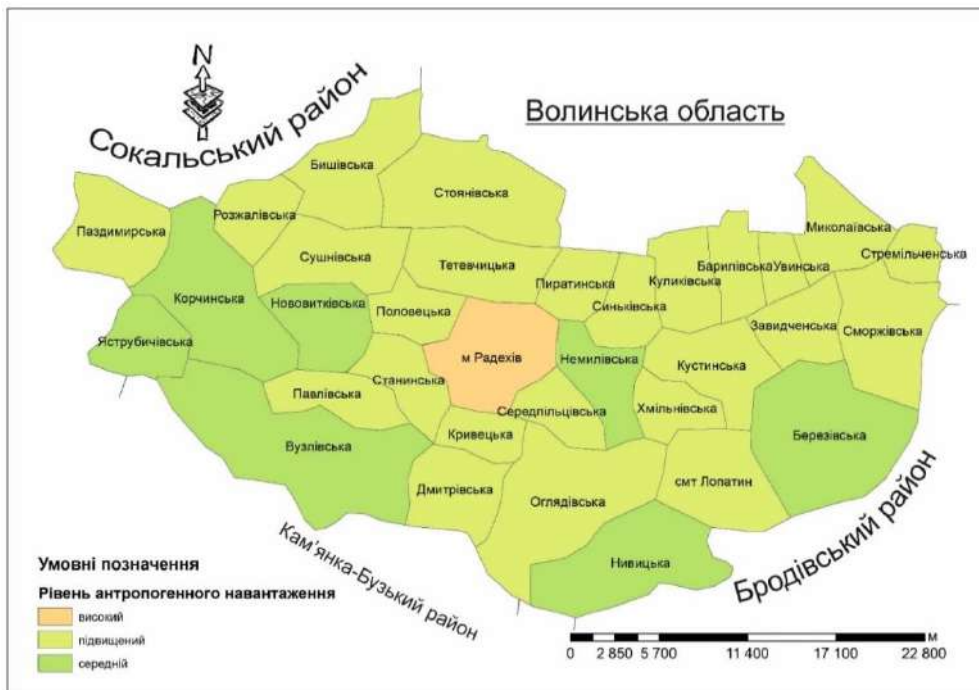 N
Сокальський район
Волинська область
Бишівська
Стоянівська
Розжалівська
Паздимирська
Миколаївська
Стремільченська
Сушнівська
Тетевчицька
Пиратинська
Куликівська
Барилівська
Увинська
Корчинська
Нововитківська
Половецька
Синьківська
Завидченська
Сморжівська
Яструбичівська
м Радехів
Немилівська
Кустинська
Станинська
Павлівська
Середпільцівська
Хмільнівська
Березівська
Вузлівська
Кривецька
Дмитрівська
Оглядівська
смт Лопатин
Нивицька
Кам'янка-Бузький район
Бродівський район
Умовні позначення
Рівень антропогенного навантаження
високий
підвищений
середній
м
0 2 850 5 700 11 400 17 100 22 800